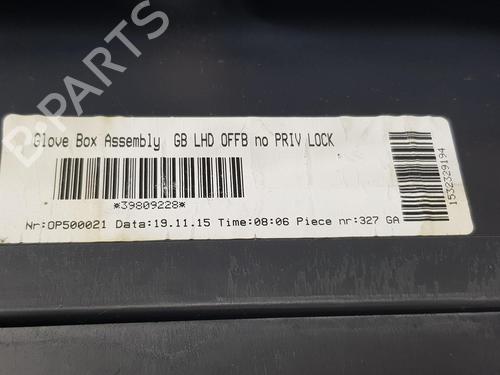 Glove Box Assembly GB LHD OFFB no PRIV LOCK
*39809228*
Nr:OP500021 Data:19.11.15 Time:08:06 Piece nr:327 GA
1532329194
B-PARTS